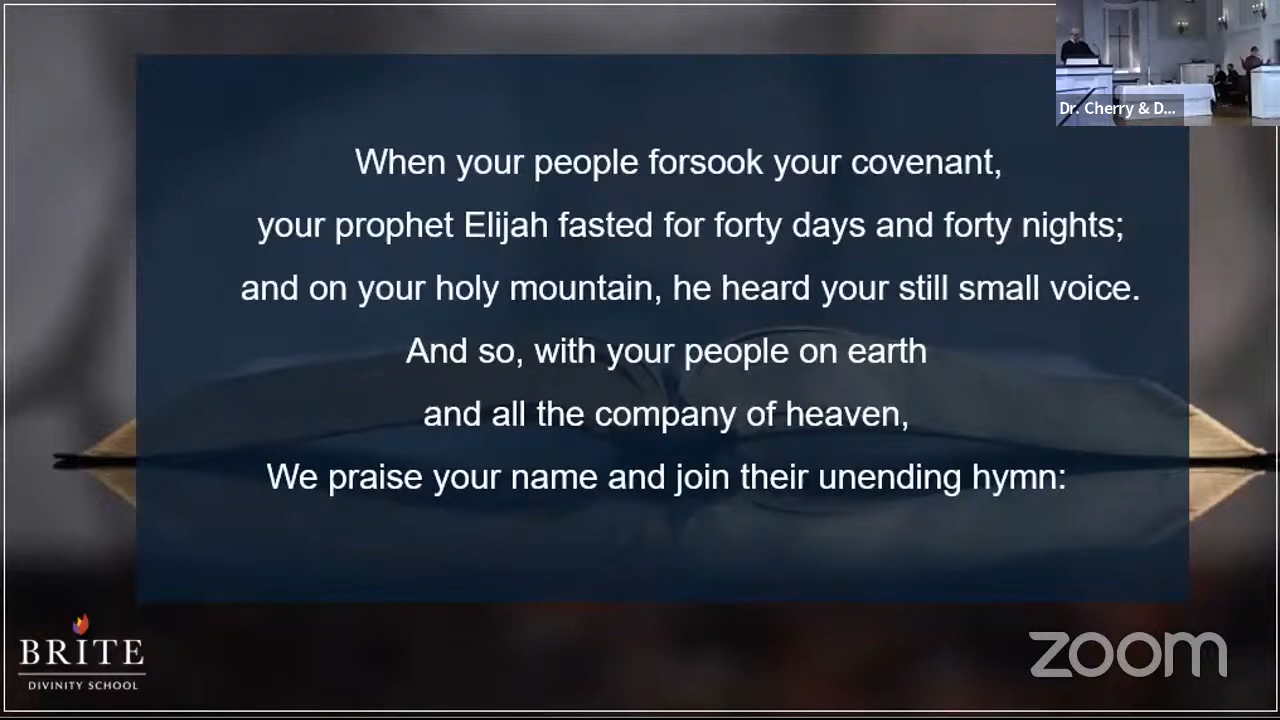 Dr. Cherry & D...
When your people forsook your covenant,
your prophet Elijah fasted for forty days and forty nights;
and on your holy mountain, he heard your still small voice.
And so, with your people on earth
and all the company of heaven,
We praise your name and join their unending hymn:
BRITE
DIVINITY SCHOOL
zoom